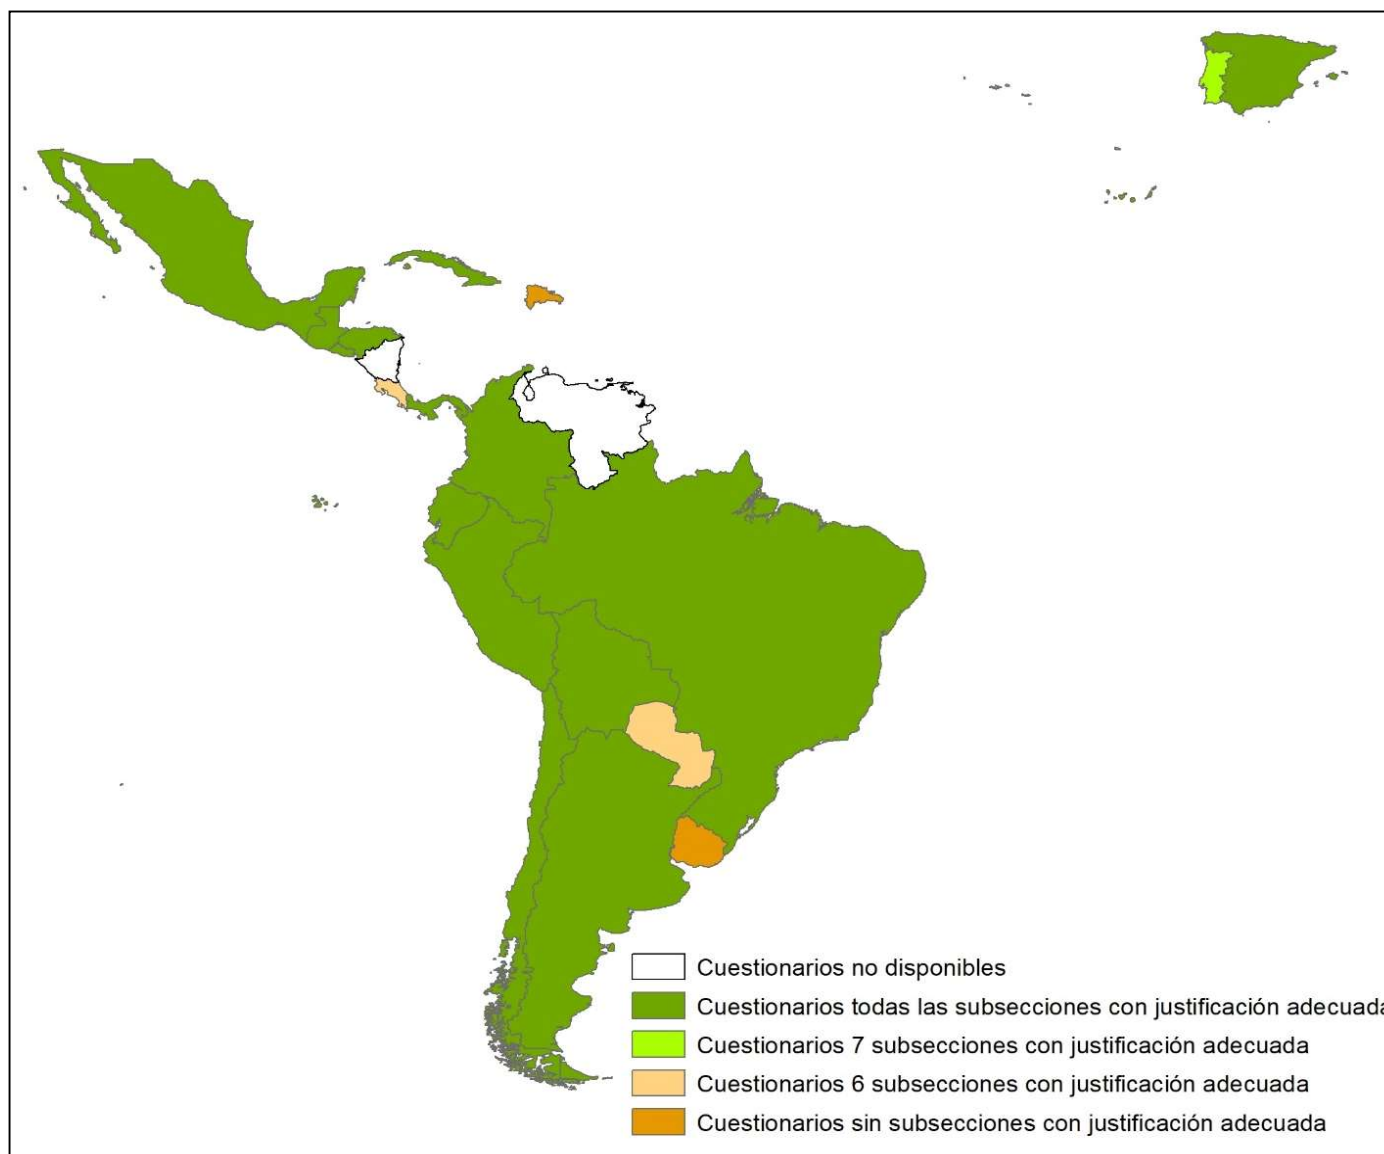 Cuestionarios no disponibles
Cuestionarios todas las subsecciones con justificación adecuada
Cuestionarios 7 subsecciones con justificación adecuada
Cuestionarios 6 subsecciones con justificación adecuada
Cuestionarios sin subsecciones con justificación adecuada